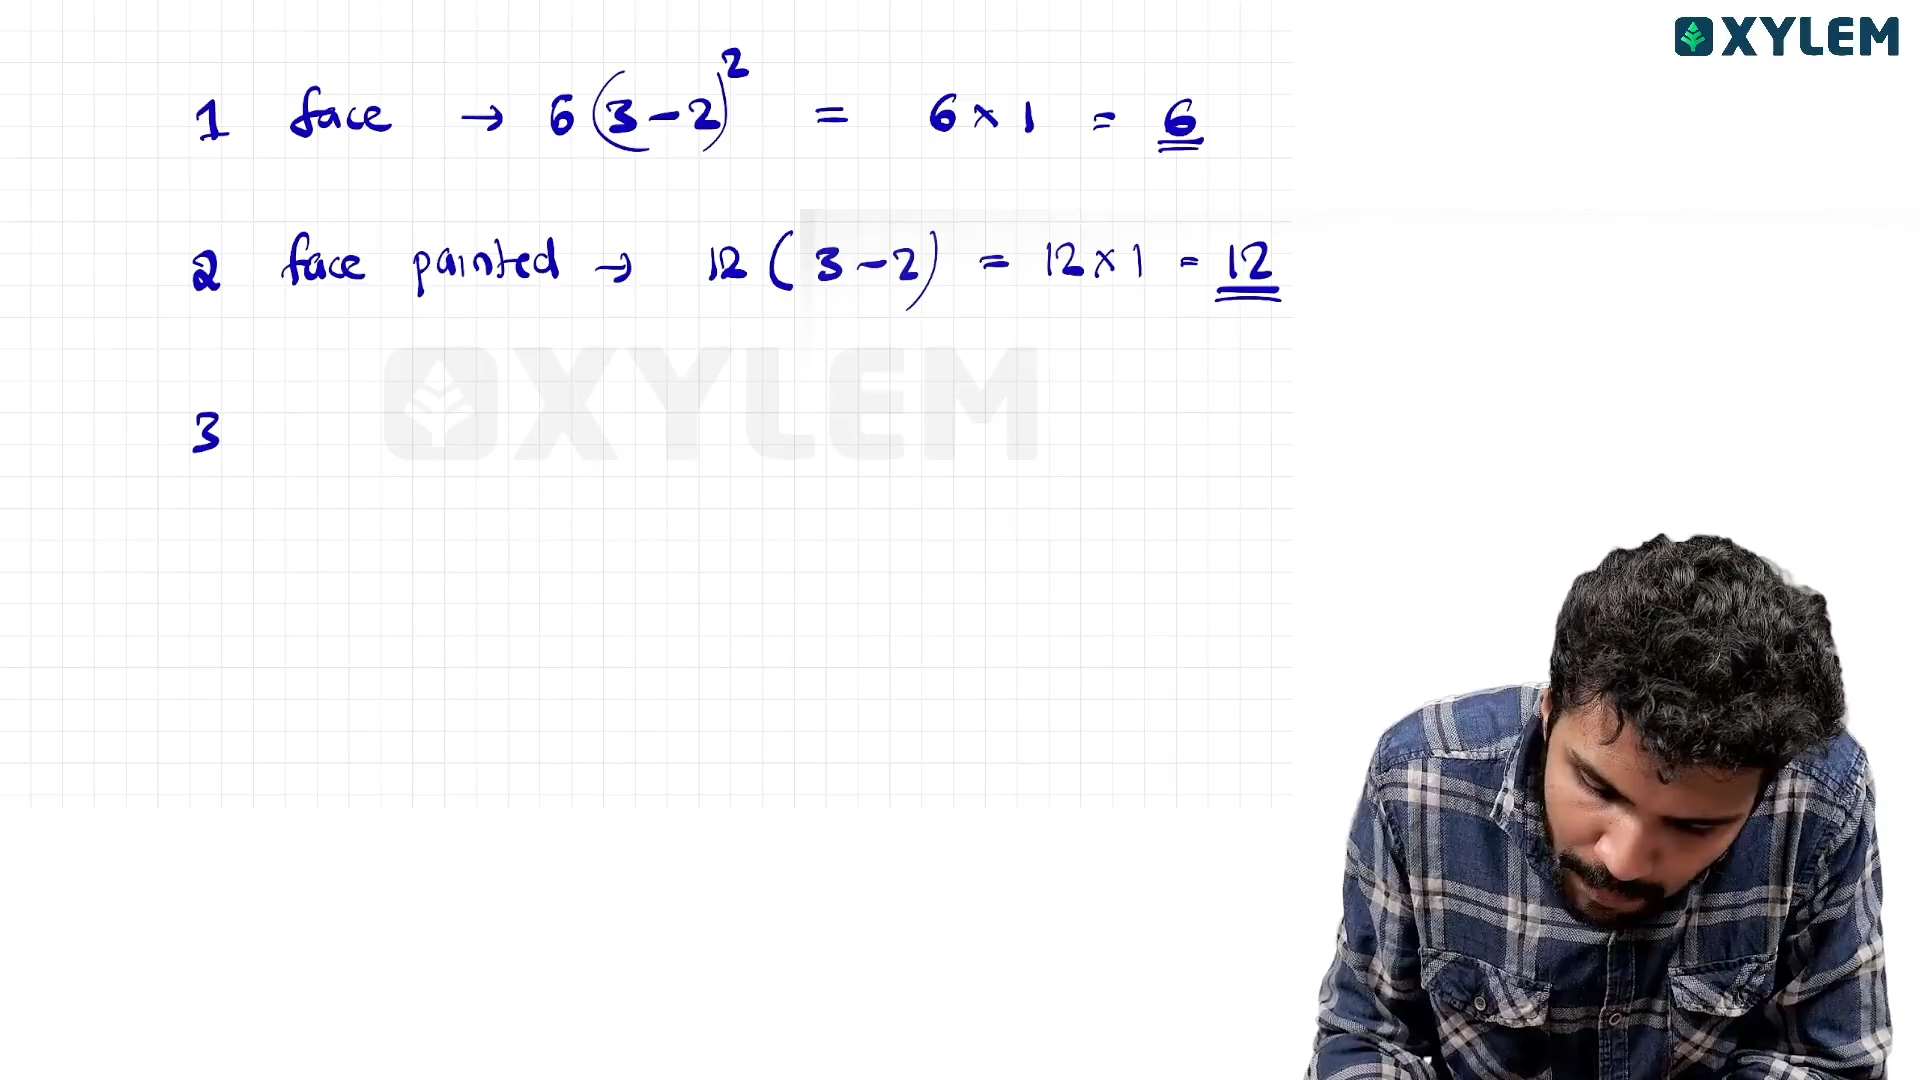 XYLEM
1 face → 6(3-2)² = 6 × 1 = 6
2 face painted → 12(3-2) = 12 × 1 = 12
XYLEM
3